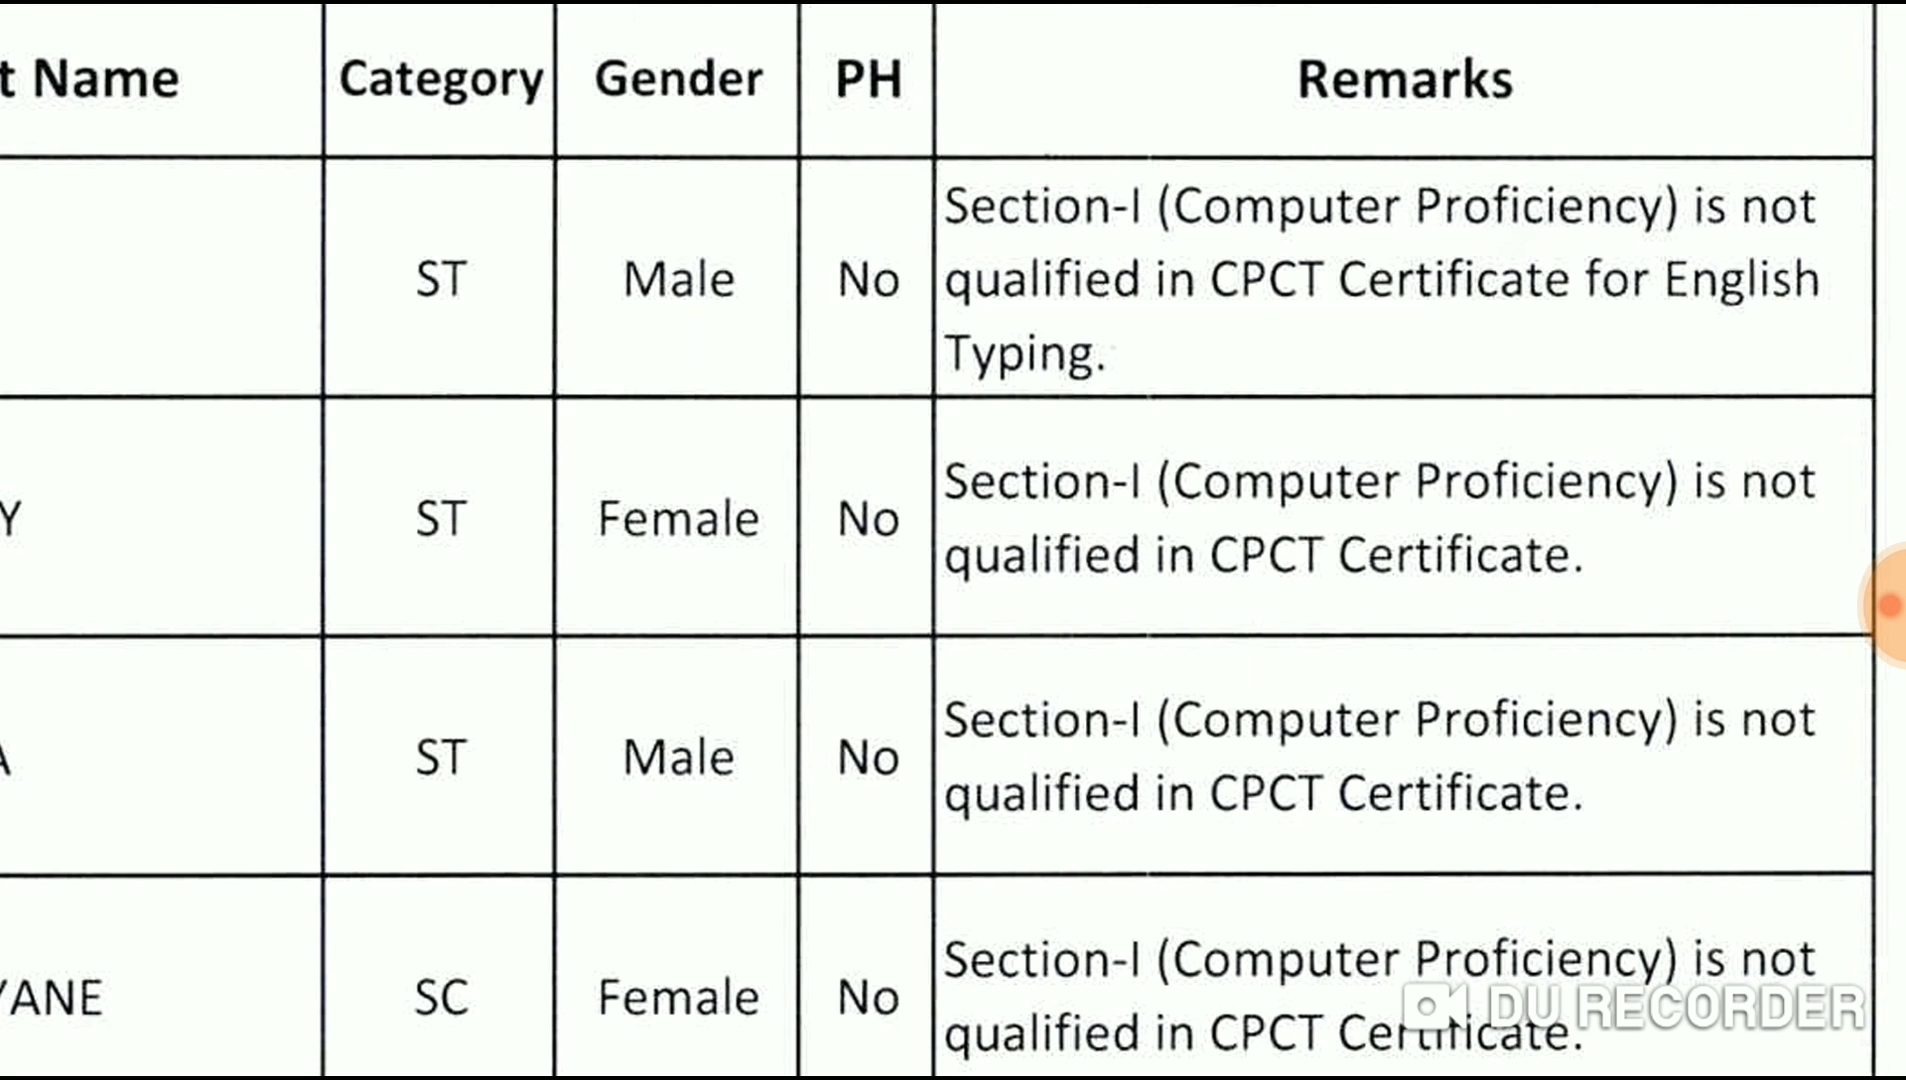 t Name Category Gender PH Remarks
Section-I (Computer Proficiency) is not
ST Male No qualified in CPCT Certificate for English
Typing.
Section-I (Computer Proficiency) is not
Y ST Female No
qualified in CPCT Certificate.
Section-I (Computer Proficiency) is not
A ST Male No
qualified in CPCT Certificate.
Section-I (Computer Proficiency) is not
YANE SC Female No
qualified in CPCT Certificate.
DU RECORDER